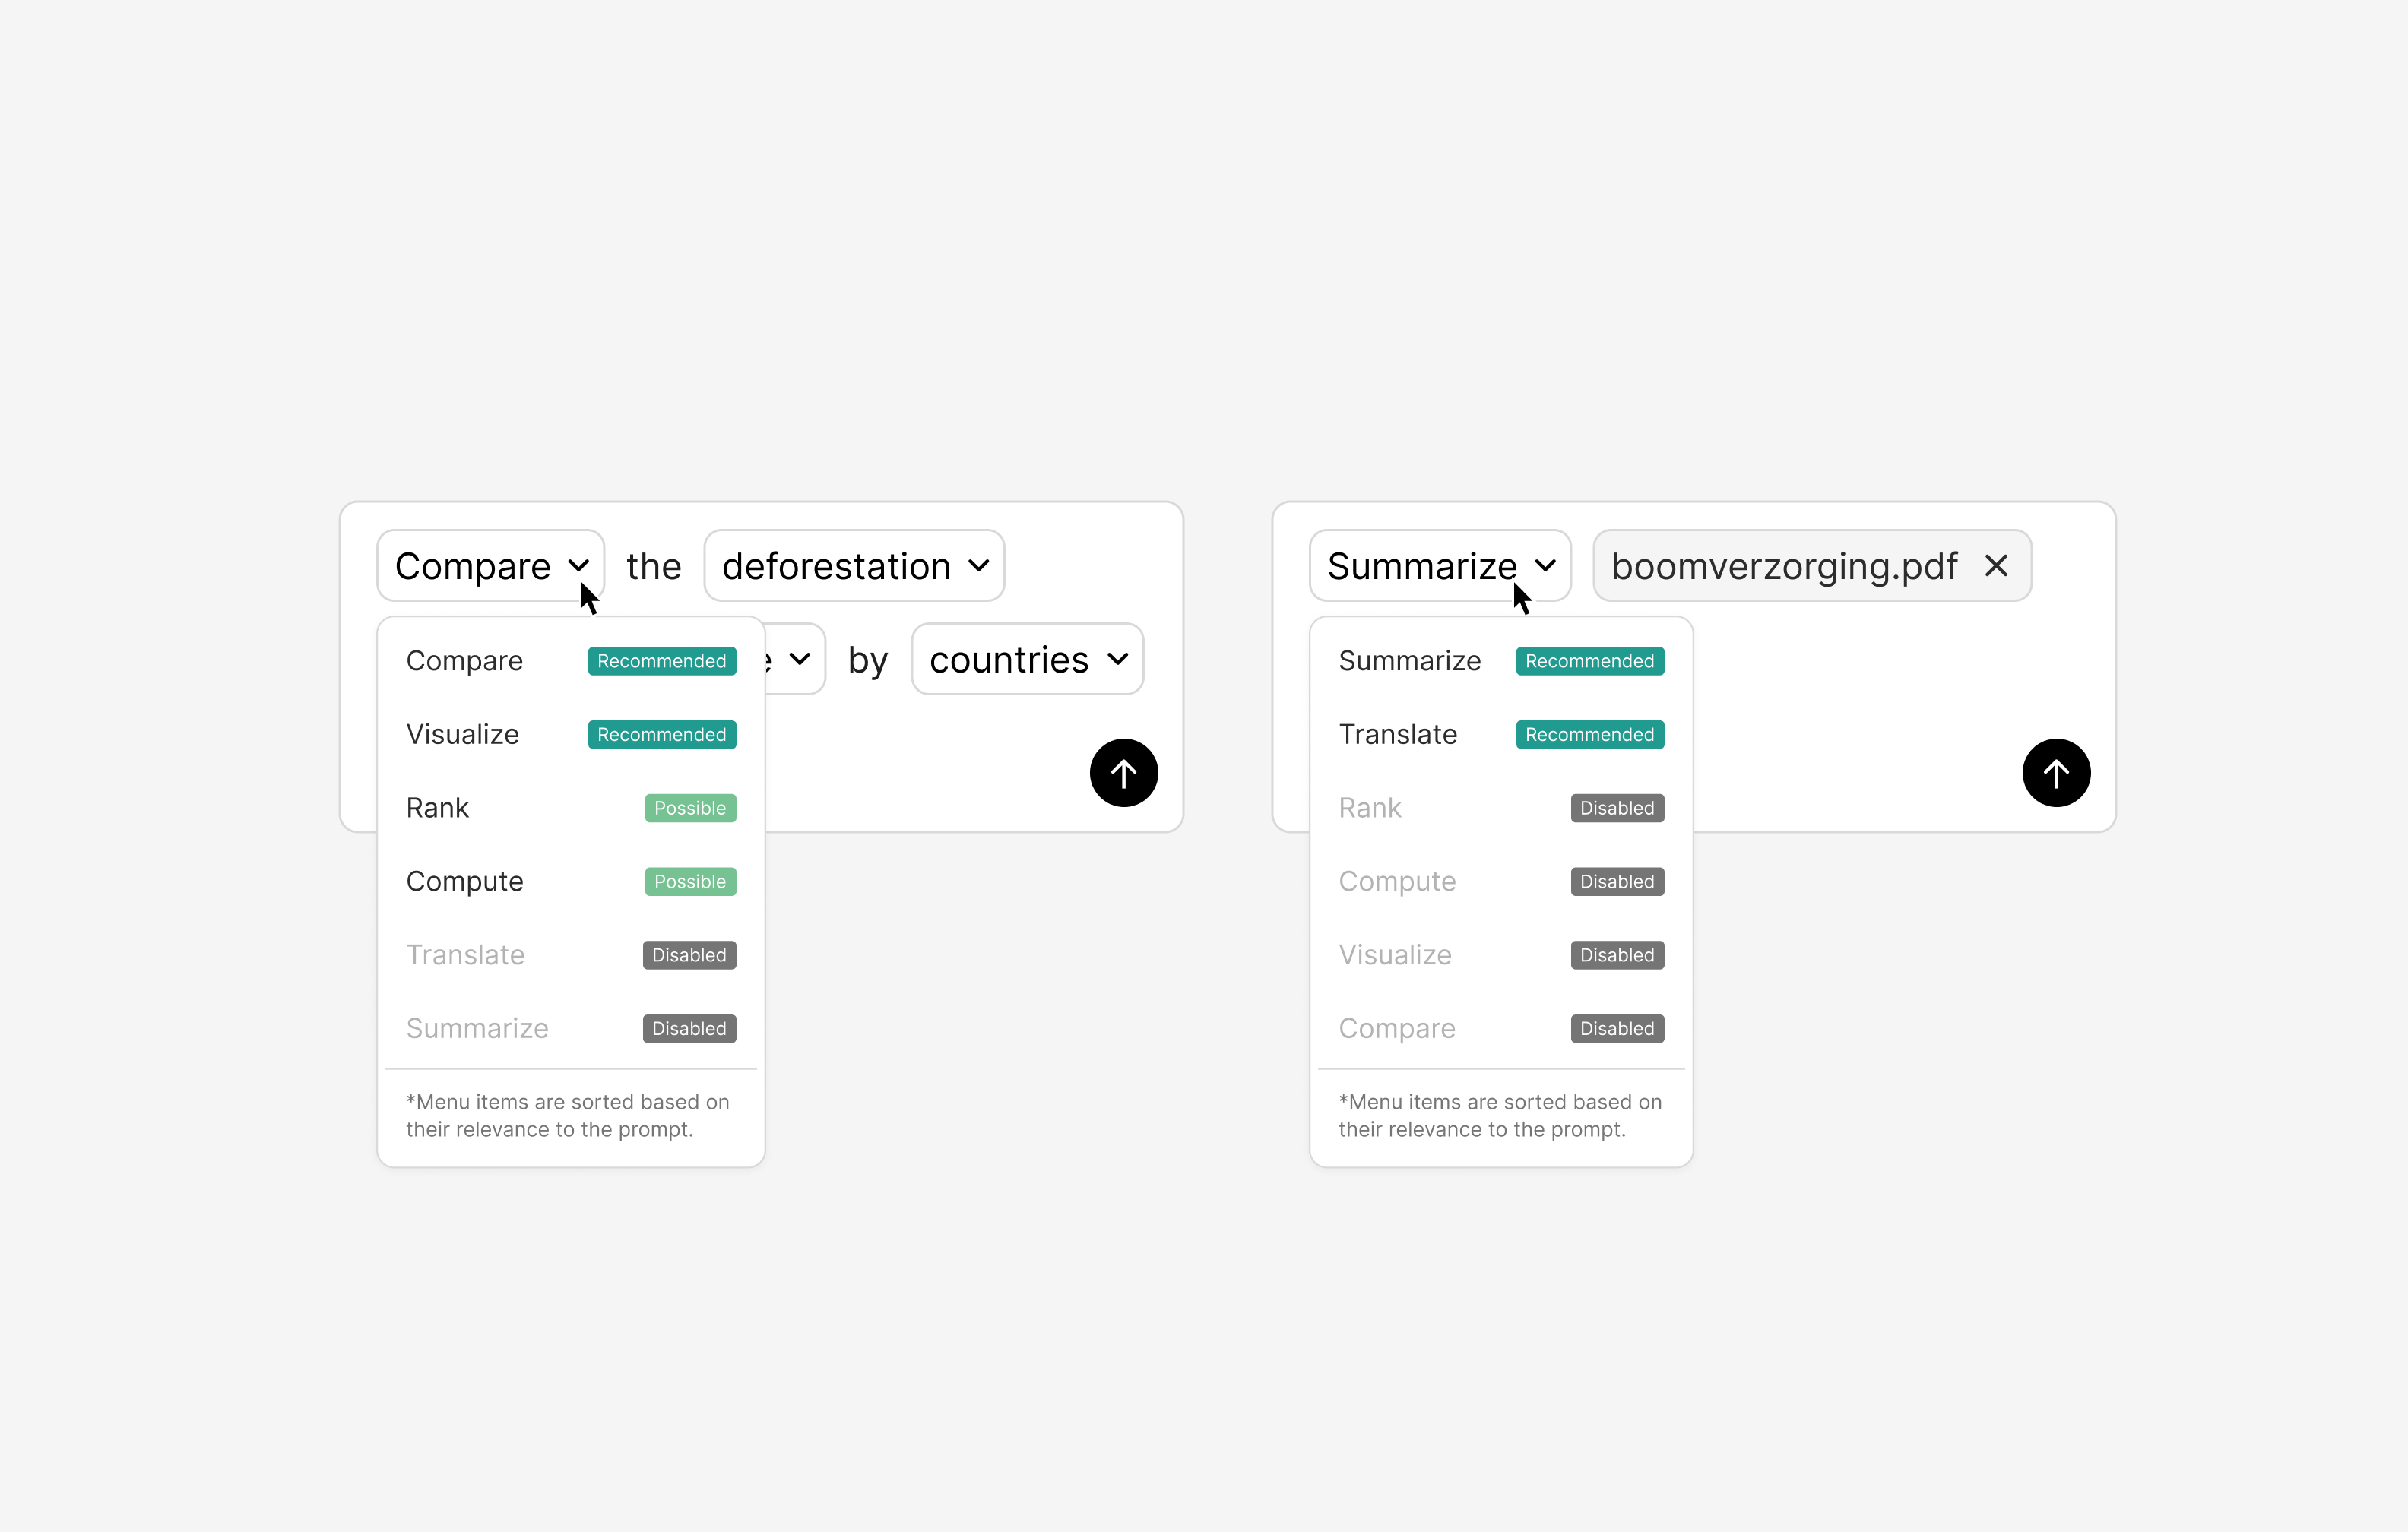 Compare the deforestation
by countries
Compare Recommended
Visualize Recommended
Rank Possible
Compute Possible
Translate Disabled
Summarize Disabled
*Menu items are sorted based on
their relevance to the prompt.
Summarize boomverzorging.pdf
Summarize Recommended
Translate Recommended
Rank Disabled
Compute Disabled
Visualize Disabled
Compare Disabled
*Menu items are sorted based on
their relevance to the prompt.